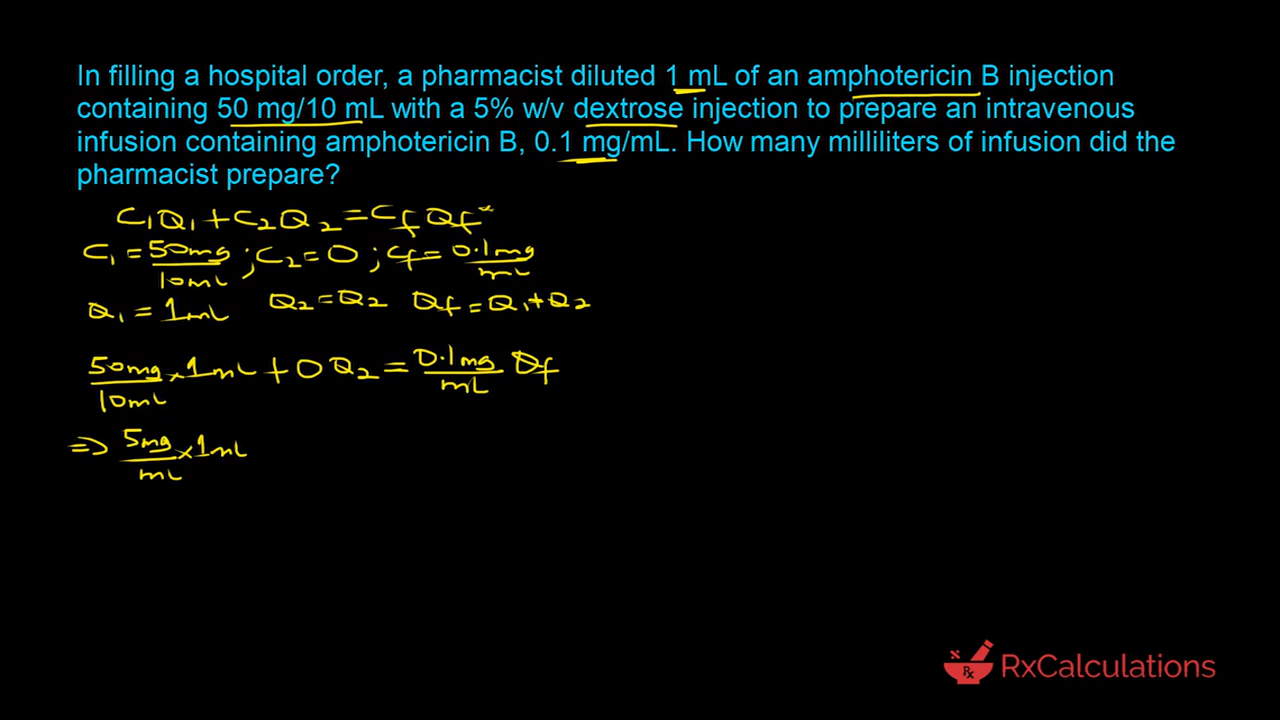 In filling a hospital order, a pharmacist diluted 1 mL of an amphotericin B injection
containing 50 mg/10 mL with a 5% w/v dextrose injection to prepare an intravenous
infusion containing amphotericin B, 0.1 mg/mL. How many milliliters of infusion did the
pharmacist prepare?
C₁Q₁ + C₂Q₂ = Cf Qf*
C₁ = 50mg/10mL ; C₂ = 0 ; Cf = 0.1mg/mL
Q₁ = 1mL Q₂ = Q₂ Qf = Q₁ + Q₂
50mg/10mL × 1mL + 0 Q₂ = 0.1mg/mL Qf
⇒ 5mg/mL × 1mL
Rx
RxCalculations